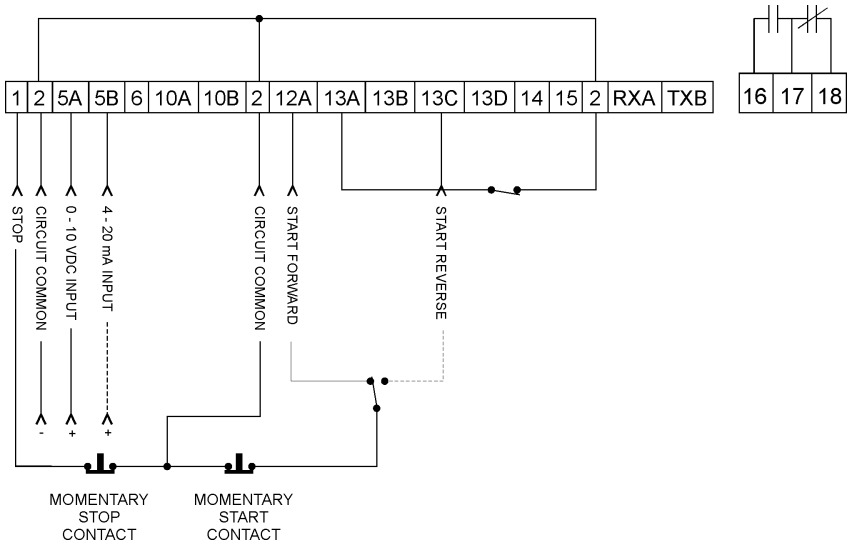 1 2 5A 5B 6 10A 10B 2 12A 13A 13B 13C 13D 14 15 2 RXA TXB
16 17 18
STOP
CIRCUIT COMMON
0 - 10 VDC INPUT
4 - 20 mA INPUT
CIRCUIT COMMON
START FORWARD
START REVERSE
- + +
MOMENTARY
STOP
CONTACT
MOMENTARY
START
CONTACT